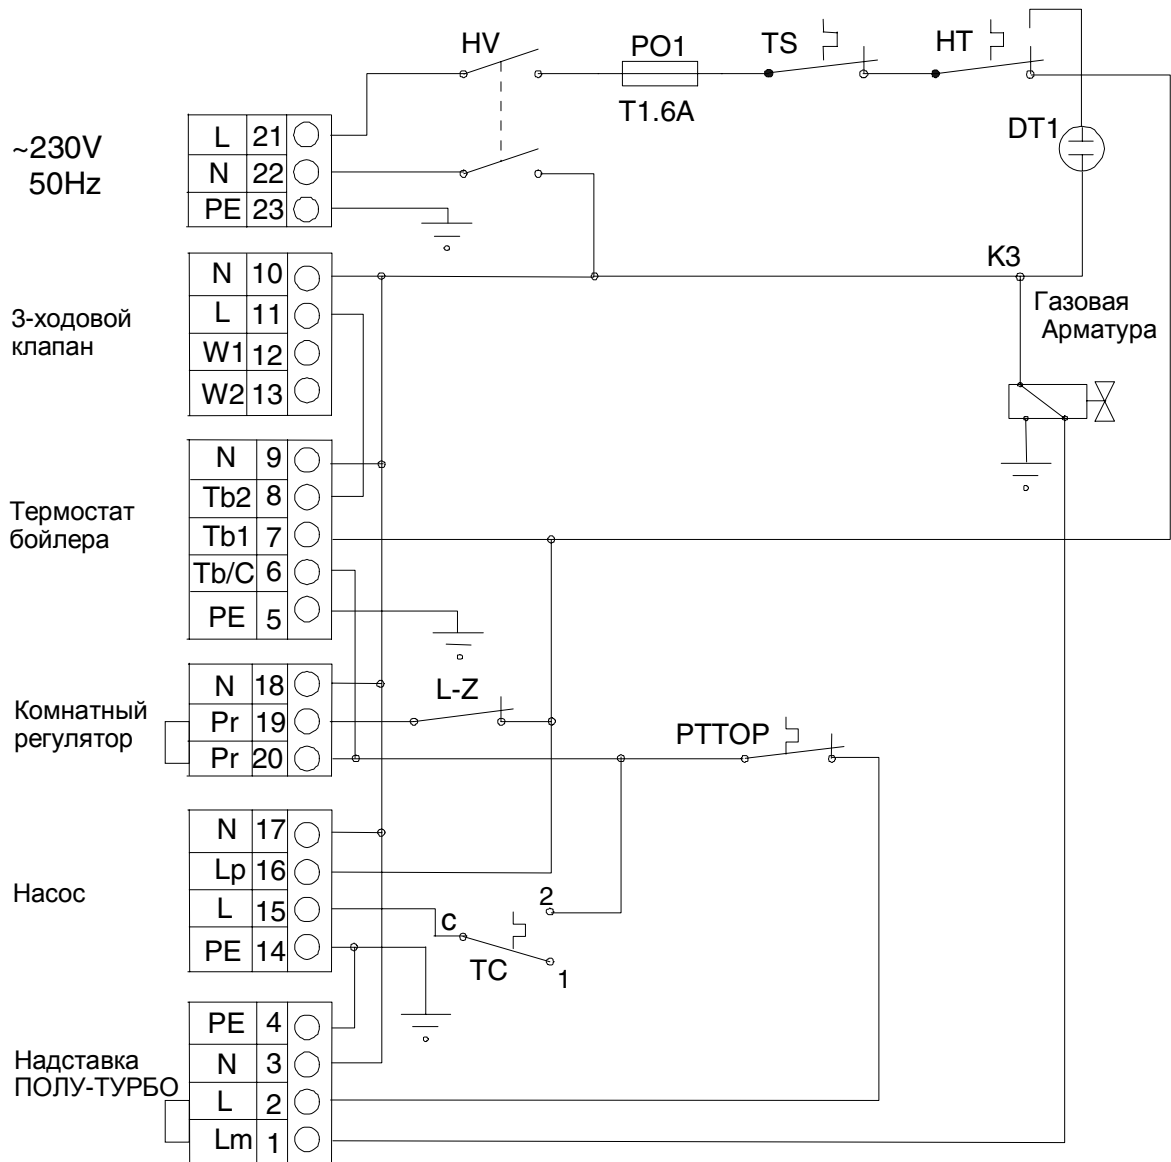 HV
PO1
TS
HT
T1.6A
DT1
~230V
50Hz
L 21
N 22
PE 23
K3
Газовая
Арматура
3-ходовой
клапан
N 10
L 11
W1 12
W2 13
Термостат
бойлера
N 9
Tb2 8
Tb1 7
Tb/C 6
PE 5
Комнатный
регулятор
N 18
Pr 19
Pr 20
L-Z
PTTOP
Насос
N 17
Lp 16
L 15
PE 14
2
C
TC
1
Надставка
ПОЛУ-ТУРБО
PE 4
N 3
L 2
Lm 1